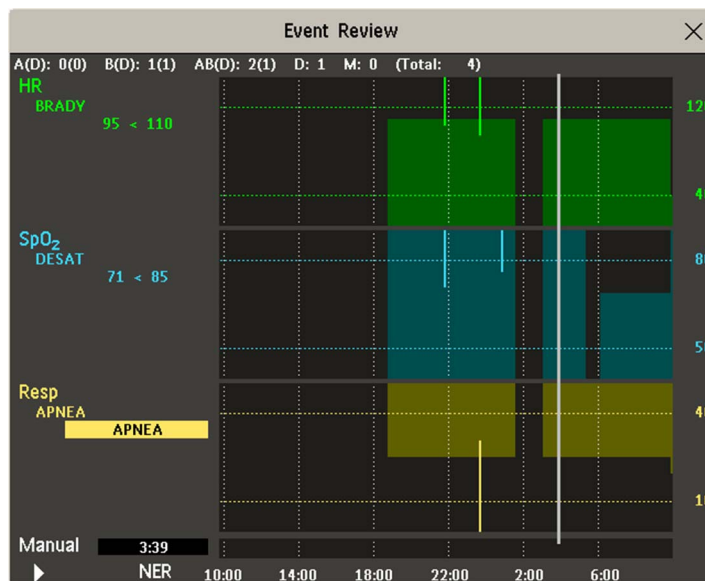 Event Review
A(D): 0(0) B(D): 1(1) AB(D): 2(1) D: 1 M: 0 (Total: 4)
HR
BRADY
95 < 110
SpO₂
DESAT
71 < 85
Resp
APNEA
APNEA
Manual 3:39
NER 10:00 14:00 18:00 22:00 2:00 6:00